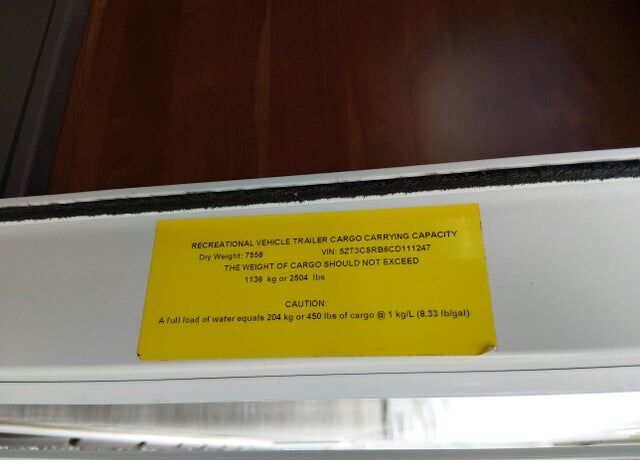 RECREATIONAL VEHICLE TRAILER CARGO CARRYING CAPACITY
Dry Weight: 7558 VIN: 5ZT3CSRB6CD111247
THE WEIGHT OF CARGO SHOULD NOT EXCEED
1136 kg or 2504 lbs
CAUTION:
A full load of water equals 204 kg or 450 lbs of cargo @ 1 kg/L (8.33 lb/gal)